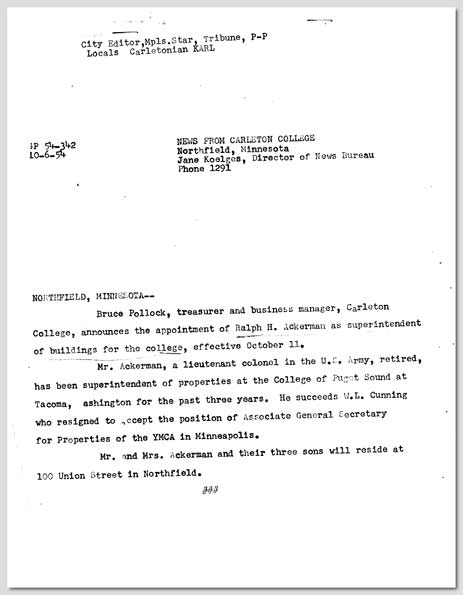 City Editor,Mpls.Star, Tribune, P-P
Locals Carletonian KARL
NEWS FROM CARLETON COLLEGE
SP 54-342
Northfield, Minnesota
10-6-54
Jane Koelges, Director of News Bureau
Phone 1291
NORTHFIELD, MINNESOTA--
Bruce Pollock, treasurer and business manager, Carleton
College, announces the appointment of Ralph H. Ackerman as superintendent
of buildings for the college, effective October 11.
Mr. Ackerman, a lieutenant colonel in the U.S. Army, retired,
has been superintendent of properties at the College of Puget Sound at
Tacoma, ashington for the past three years. He succeeds W.L. Cunning
who resigned to accept the position of Associate General Secretary
for Properties of the YMCA in Minneapolis.
Mr. and Mrs. Ackerman and their three sons will reside at
100 Union Street in Northfield.
###